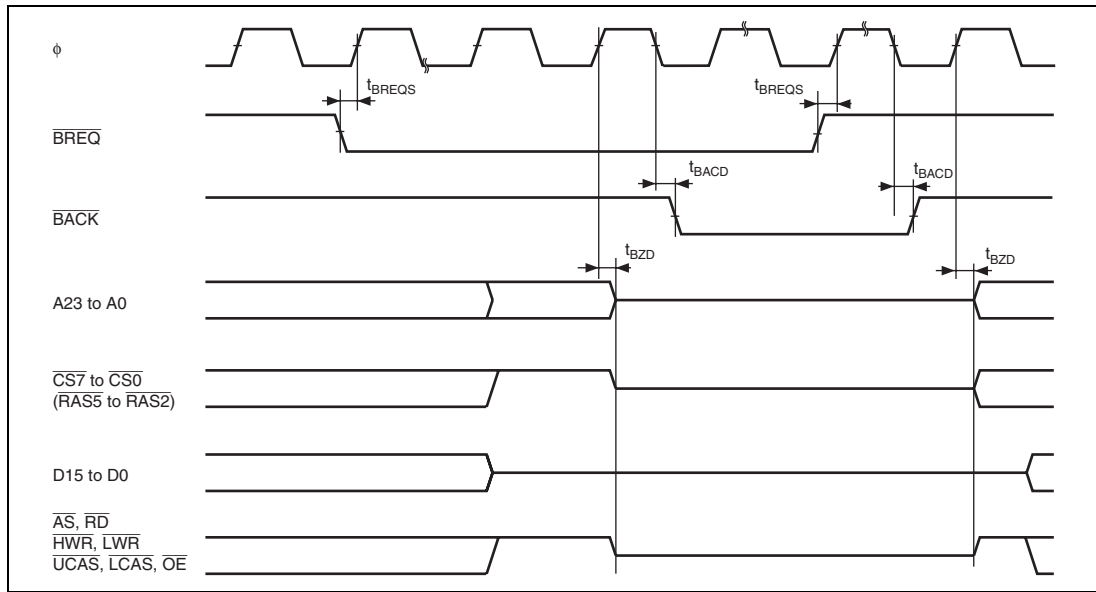 ϕ
tBREQS
tBREQS
BREQ
tBACD
tBACD
BACK
tBZD
tBZD
A23 to A0
CS7 to CS0
(RAS5 to RAS2)
D15 to D0
AS, RD
HWR, LWR
UCAS, LCAS, OE